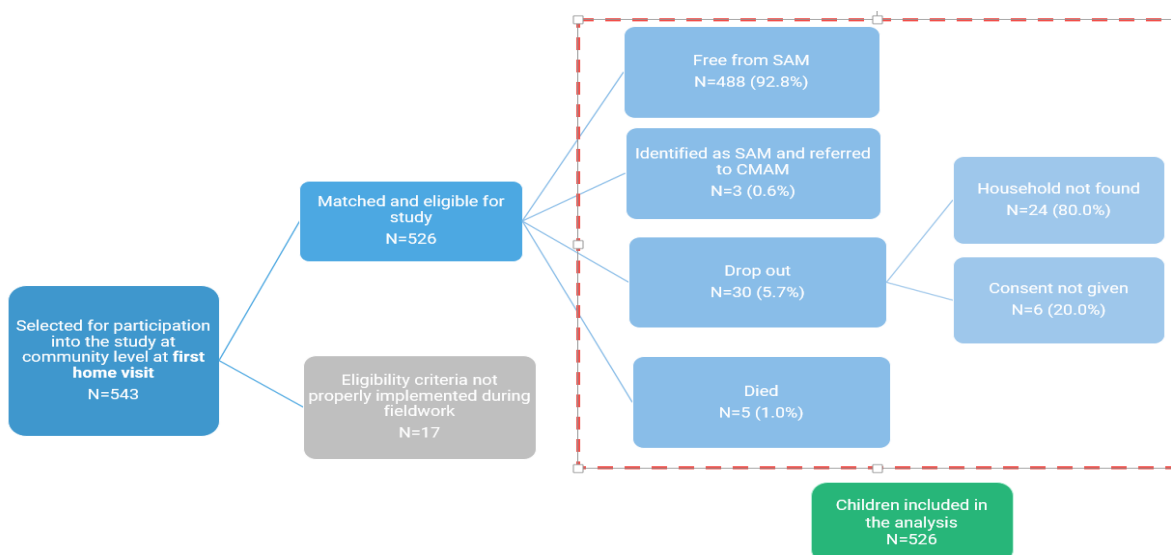 Selected for participation
into the study at
community level at first
home visit
N=543
Matched and eligible for
study
N=526
Eligibility criteria not
properly implemented during
fieldwork
N=17
Free from SAM
N=488 (92.8%)
Identified as SAM and referred
to CMAM
N=3 (0.6%)
Drop out
N=30 (5.7%)
Died
N=5 (1.0%)
Household not found
N=24 (80.0%)
Consent not given
N=6 (20.0%)
Children included in
the analysis
N=526